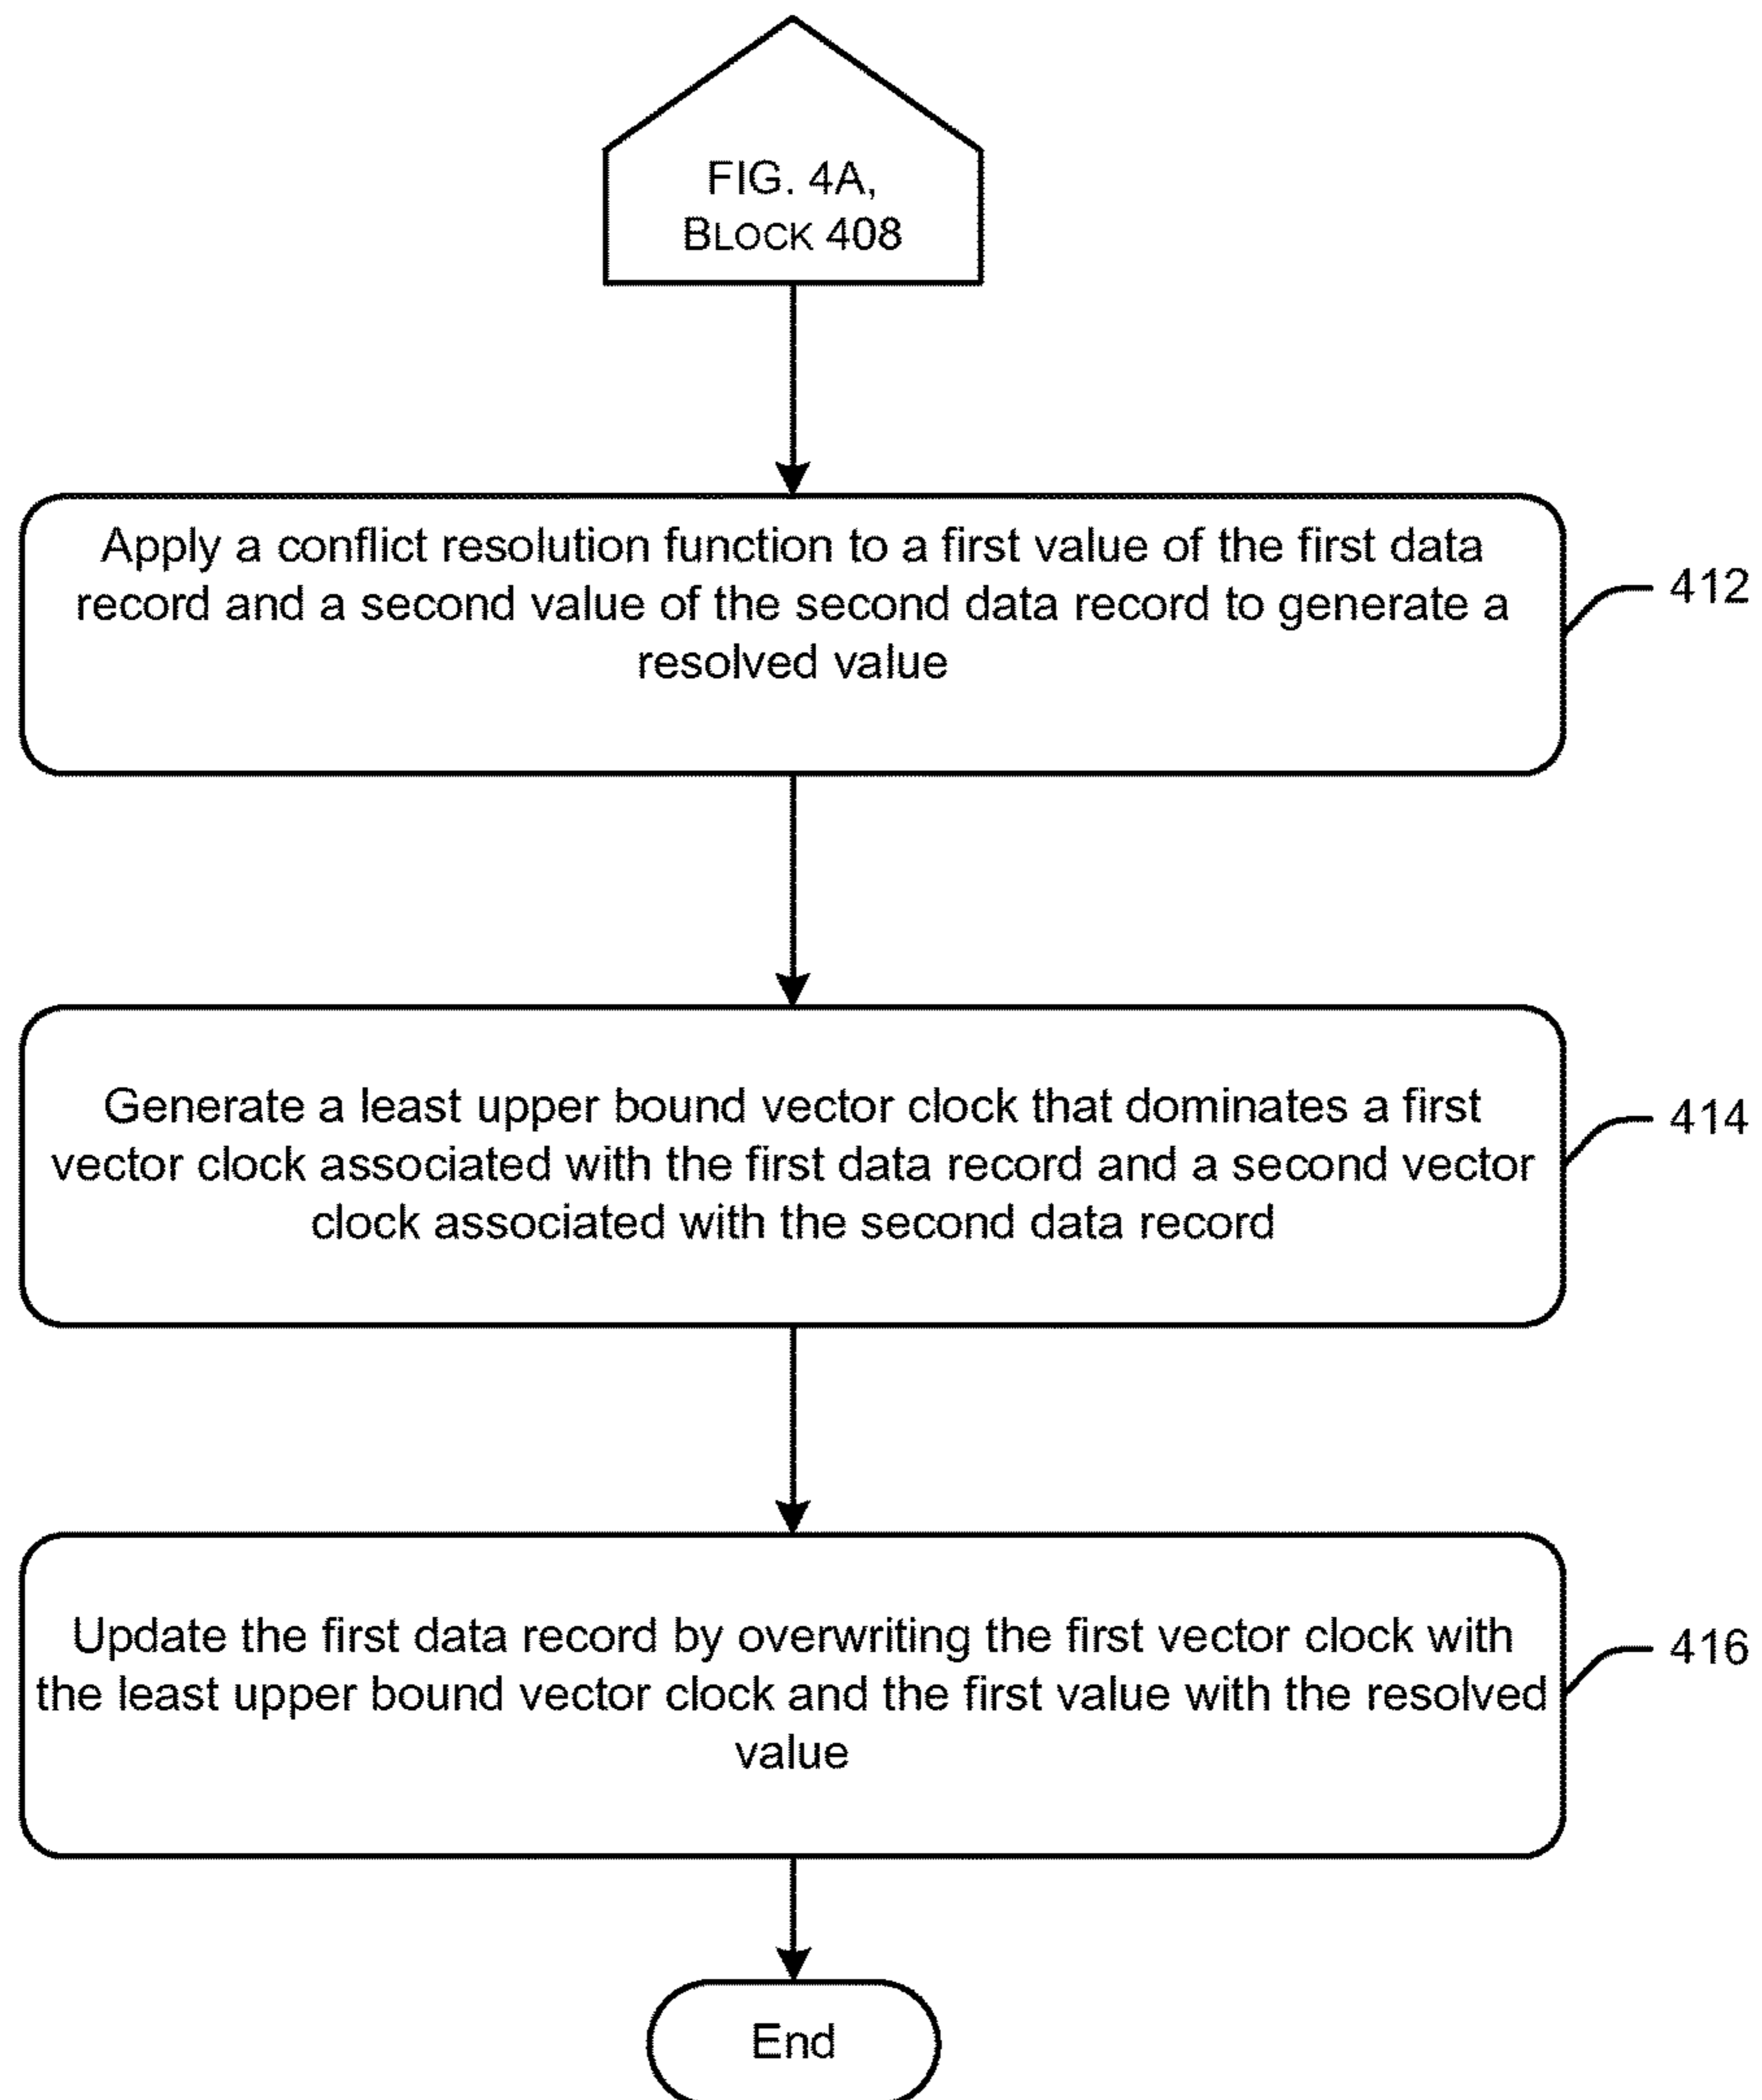 FIG. 4A,
BLOCK 408
Apply a conflict resolution function to a first value of the first data
record and a second value of the second data record to generate a
resolved value
412
Generate a least upper bound vector clock that dominates a first
vector clock associated with the first data record and a second vector
clock associated with the second data record
414
Update the first data record by overwriting the first vector clock with
the least upper bound vector clock and the first value with the resolved
value
416
End